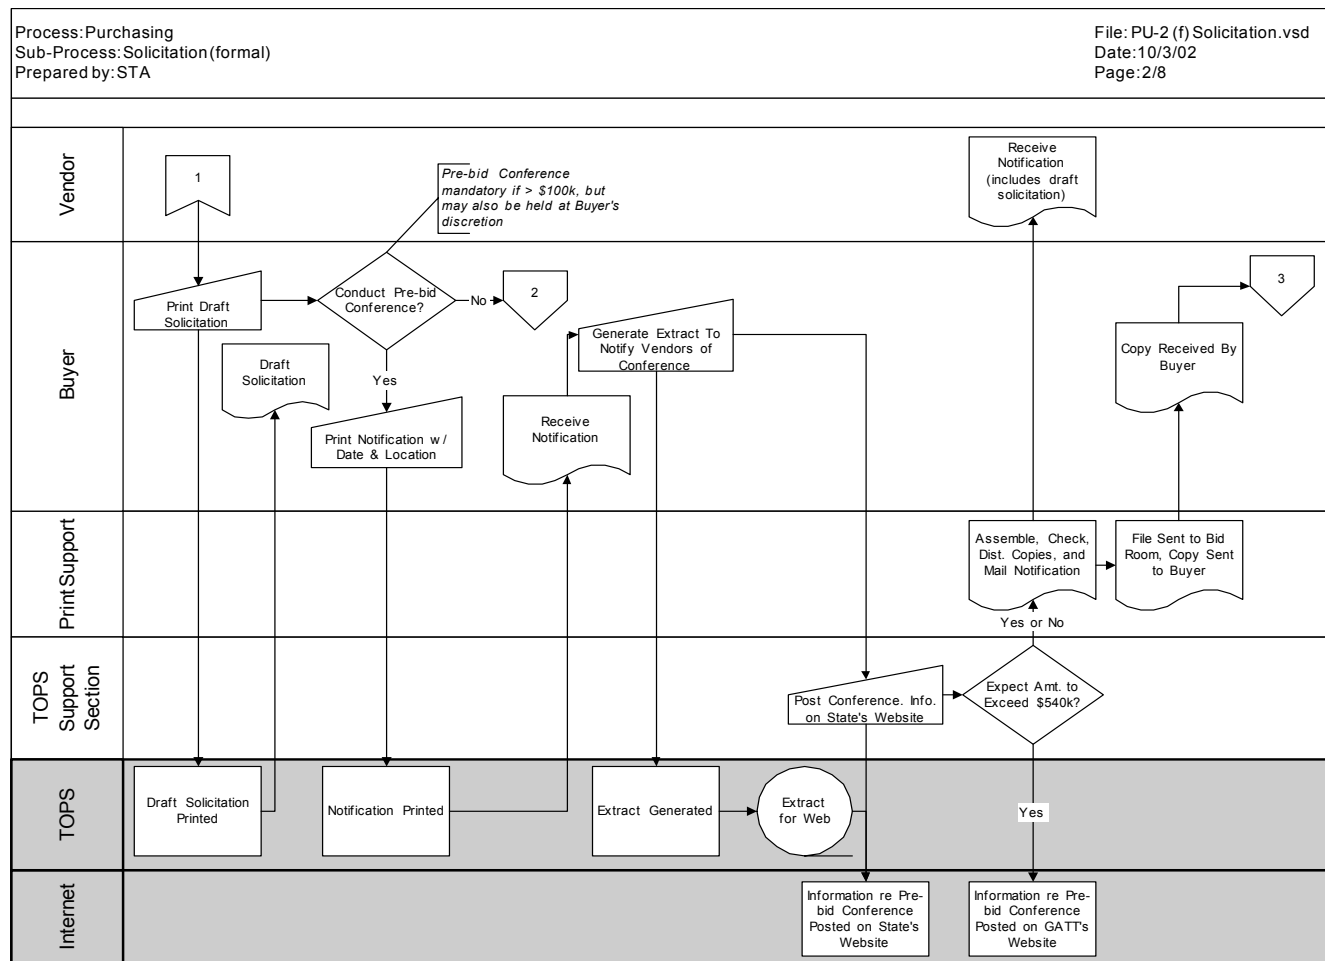 Process: Purchasing
Sub-Process: Solicitation (formal)
Prepared by: STA
File: PU-2 (f) Solicitation.vsd
Date: 10/3/02
Page: 2/8
Vendor
1
Pre-bid Conference
mandatory if > $100k, but
may also be held at Buyer's
discretion
Receive
Notification
(includes draft
solicitation)
Buyer
Print Draft
Solicitation
Conduct Pre-bid
Conference?
No
2
Yes
Draft
Solicitation
Print Notification w/
Date & Location
Receive
Notification
Generate Extract To
Notify Vendors of
Conference
3
Copy Received By
Buyer
Print Support
Assemble, Check,
Dist. Copies, and
Mail Notification
File Sent to Bid
Room, Copy Sent
to Buyer
Yes or No
TOPS
Support
Section
Post Conference. Info.
on State's Website
Expect Amt. to
Exceed $540k?
TOPS
Draft Solicitation
Printed
Notification Printed
Extract Generated
Extract
for Web
Yes
Internet
Information re Pre-
bid Conference
Posted on State's
Website
Information re Pre-
bid Conference
Posted on GATT's
Website